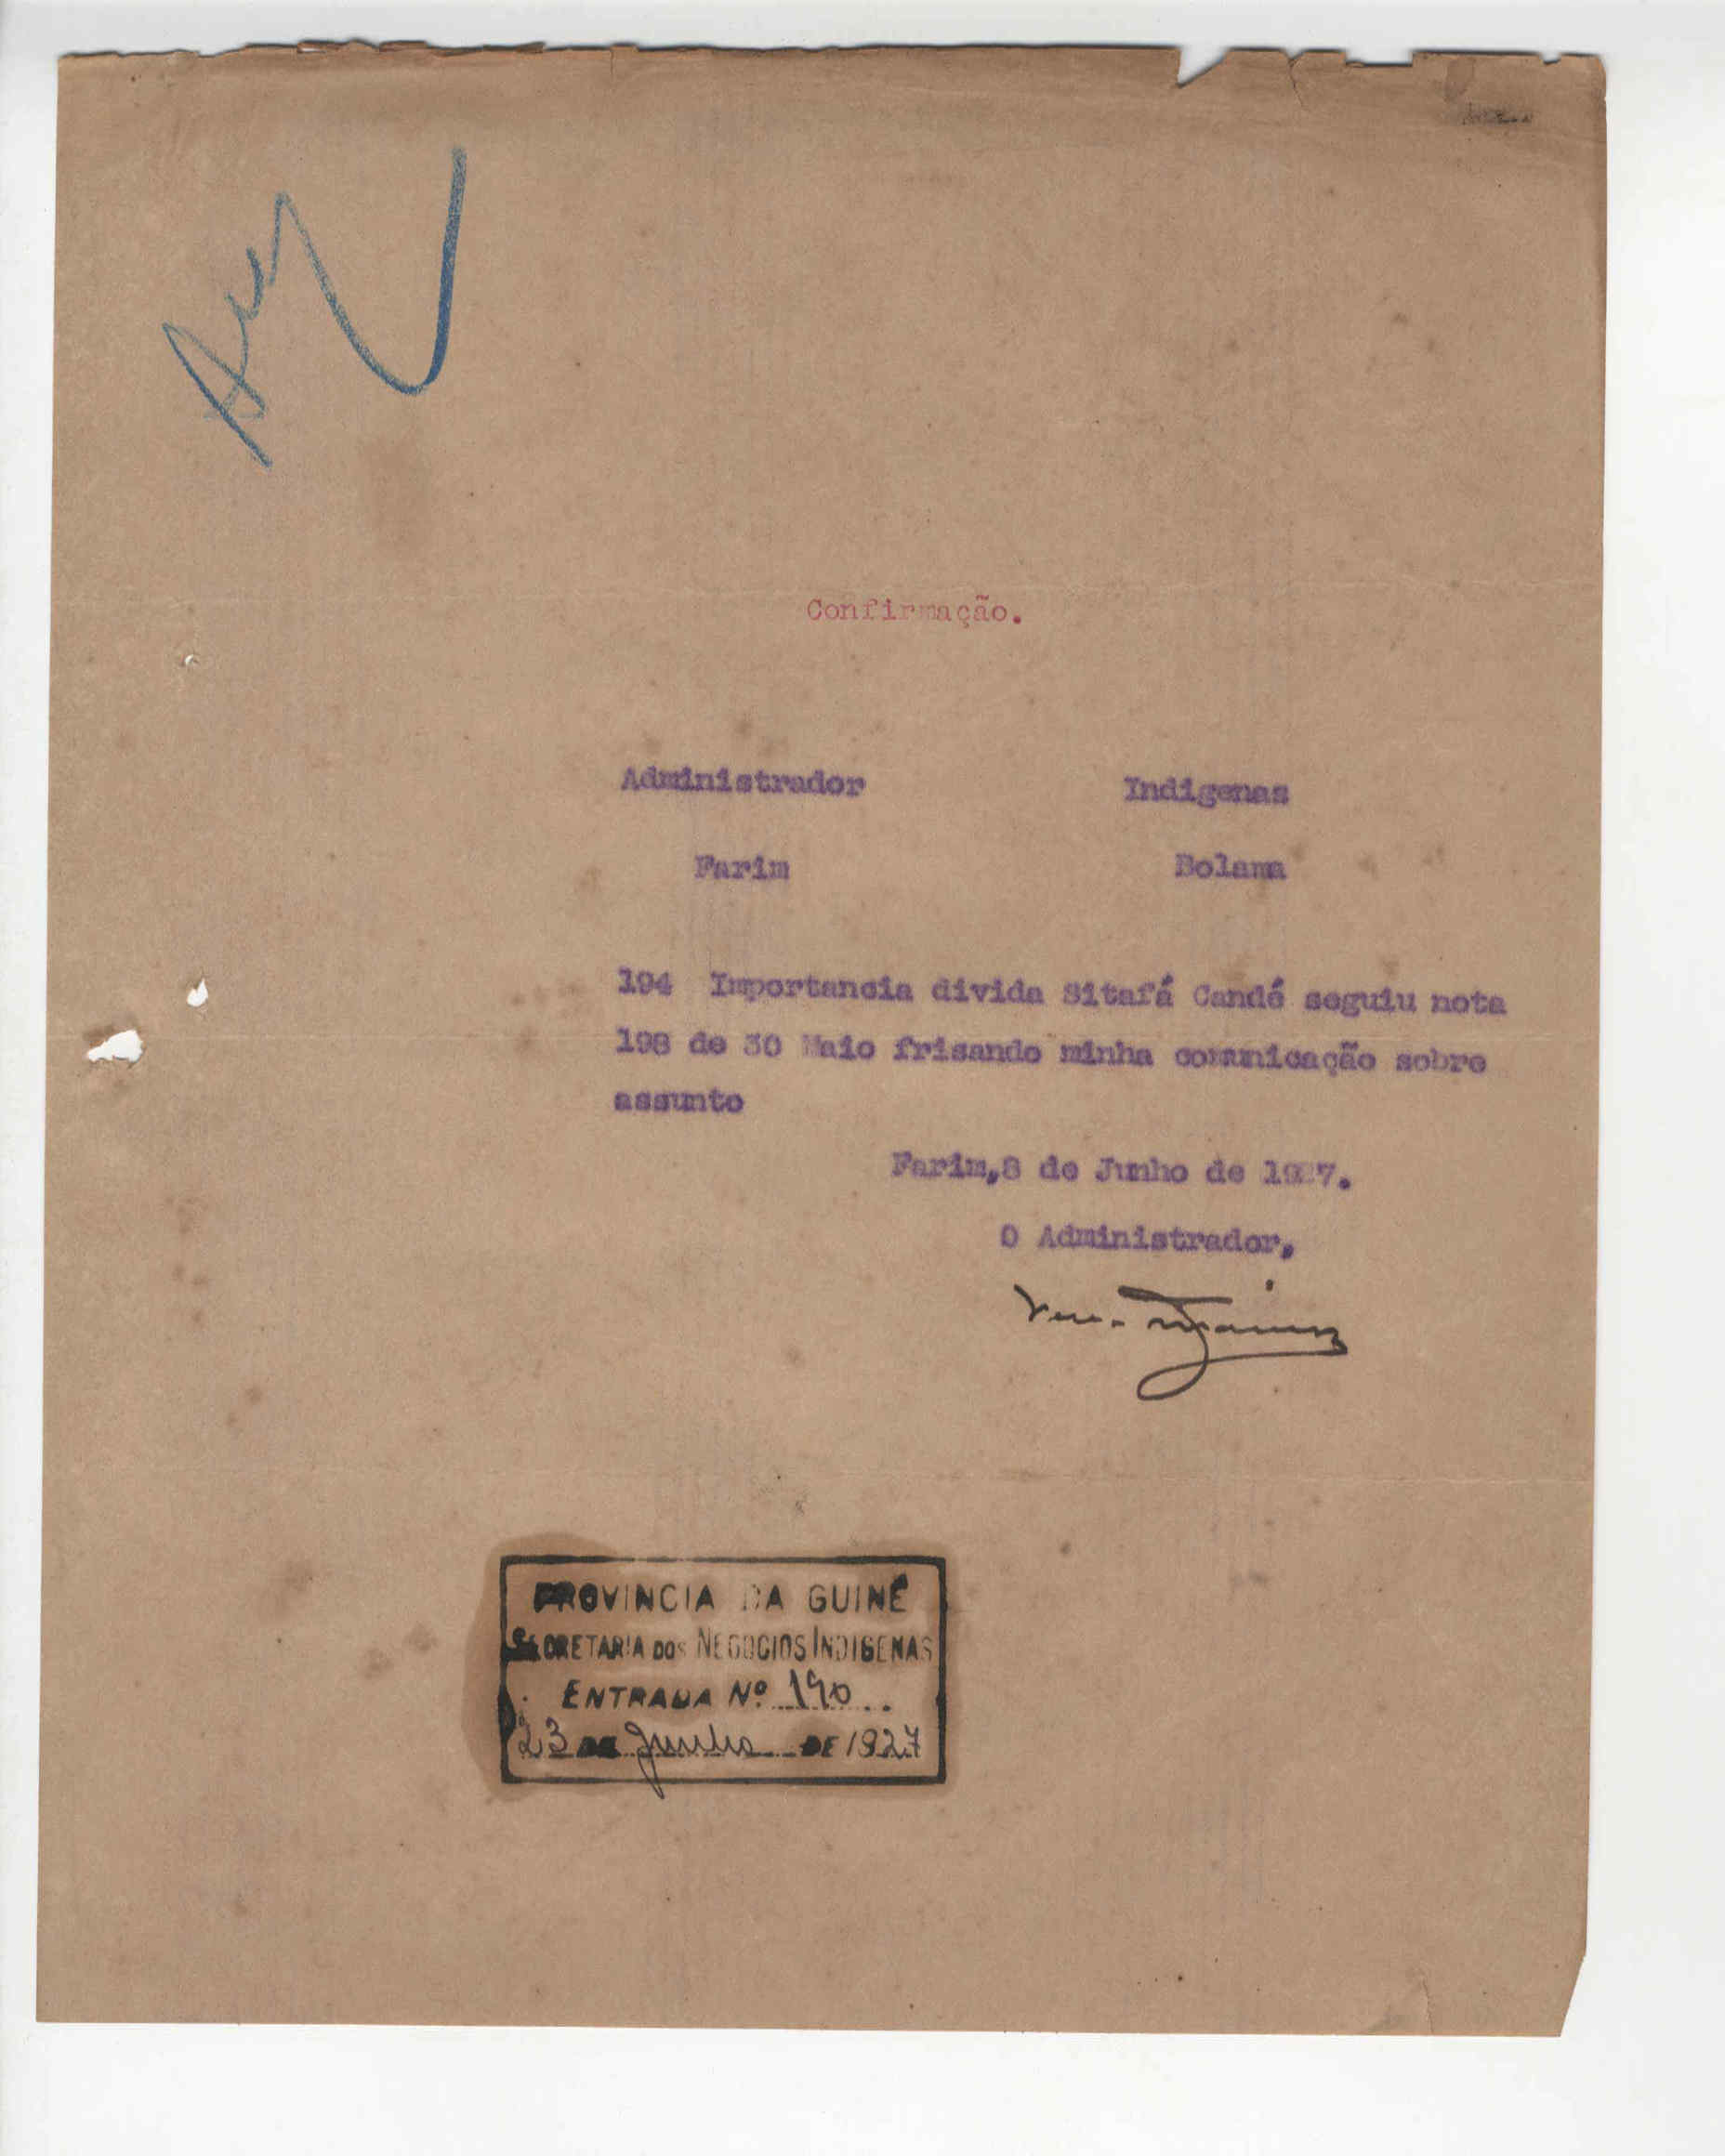 Confirmação.
Administrador Indigenas
Farim Bolama
194 Importancia divida Sitafá Candé seguiu nota
198 de 30 Maio frisando minha comunicação sobre
assunto
Farim,8 de Junho de 1927.
O Administrador,
PROVINCIA DA GUINÉ
SECRETARIA DOS NEGOCIOS INDIGENAS
ENTRADA Nº 190
23 DE Junho DE 1927